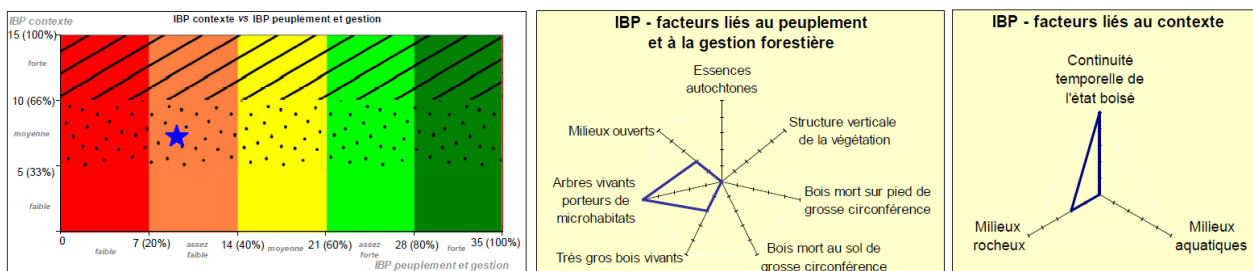 IBP contexte
IBP contexte vs IBP peuplement et gestion
15 (100%)
forte
10 (66%)
moyenne
5 (33%)
faible
0
7 (20%)
14 (40%)
21 (60%)
28 (80%)
35 (100%)
faible
assez
faible
moyenne
assez
forte
forte
IBP peuplement et gestion
IBP - facteurs liés au peuplement
et à la gestion forestière
Essences
autochtones
Structure verticale
de la végétation
Bois mort sur pied de
grosse circonférence
Bois mort au sol de
grosse circonférence
Très gros bois vivants
Arbres vivants
porteurs de
microhabitats
Milieux ouverts
IBP - facteurs liés au contexte
Continuité
temporelle de
l'état boisé
Milieux
aquatiques
Milieux
rocheux